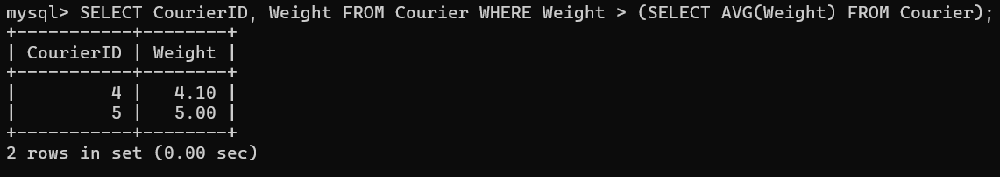 mysql> SELECT CourierID, Weight FROM Courier WHERE Weight > (SELECT AVG(Weight) FROM Courier);
+-----------+--------+
| CourierID | Weight |
+-----------+--------+
|         4 |   4.10 |
|         5 |   5.00 |
+-----------+--------+
2 rows in set (0.00 sec)